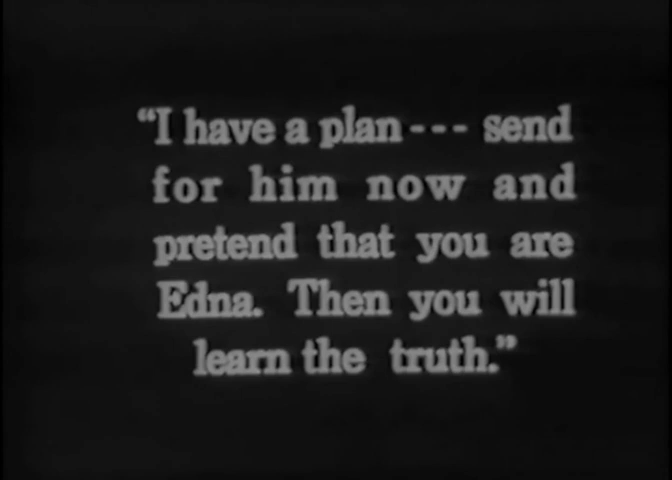 “I have a plan--- send
for him now and
pretend that you are
Edna. Then you will
learn the truth.”